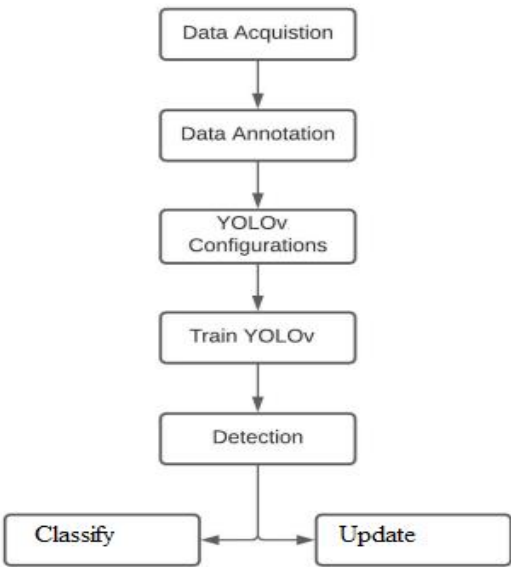 Data Acquistion
Data Annotation
YOLOv
Configurations
Train YOLOv
Detection
Classify
Update